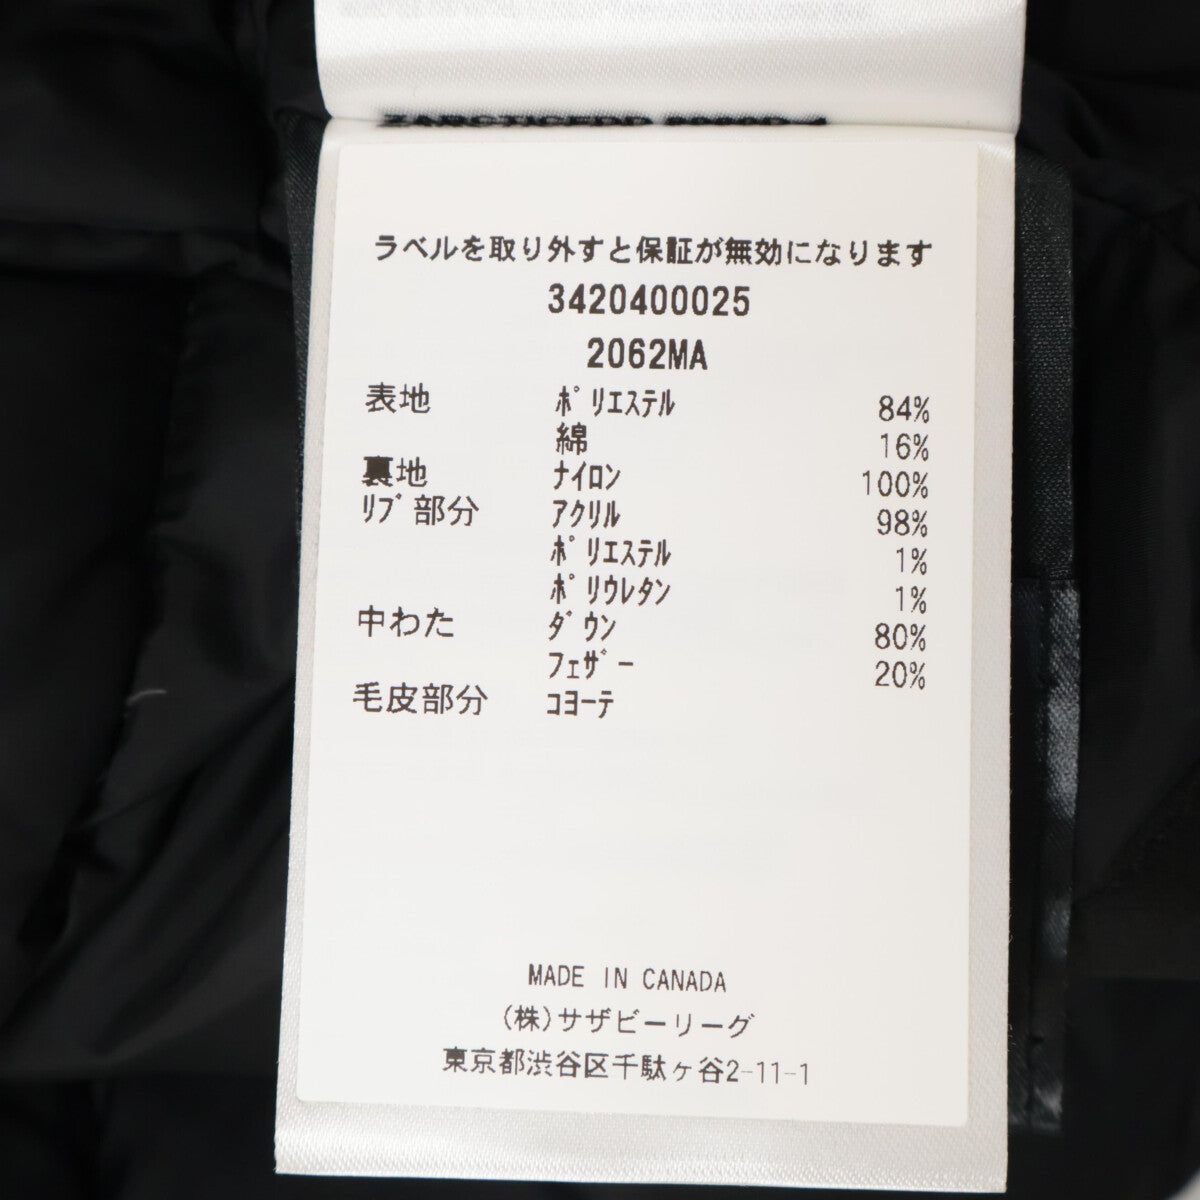 ラベルを取り外すと保証が無効になります
3420400025
2062MA
表地 ポリエステル 84%
綿 16%
裏地 ナイロン 100%
リブ部分 アクリル 98%
ポリエステル 1%
ポリウレタン 1%
中わた ダウン 80%
フェザー 20%
毛皮部分 コヨーテ
MADE IN CANADA
(株)サザビーリーグ
東京都渋谷区千駄ヶ谷2-11-1